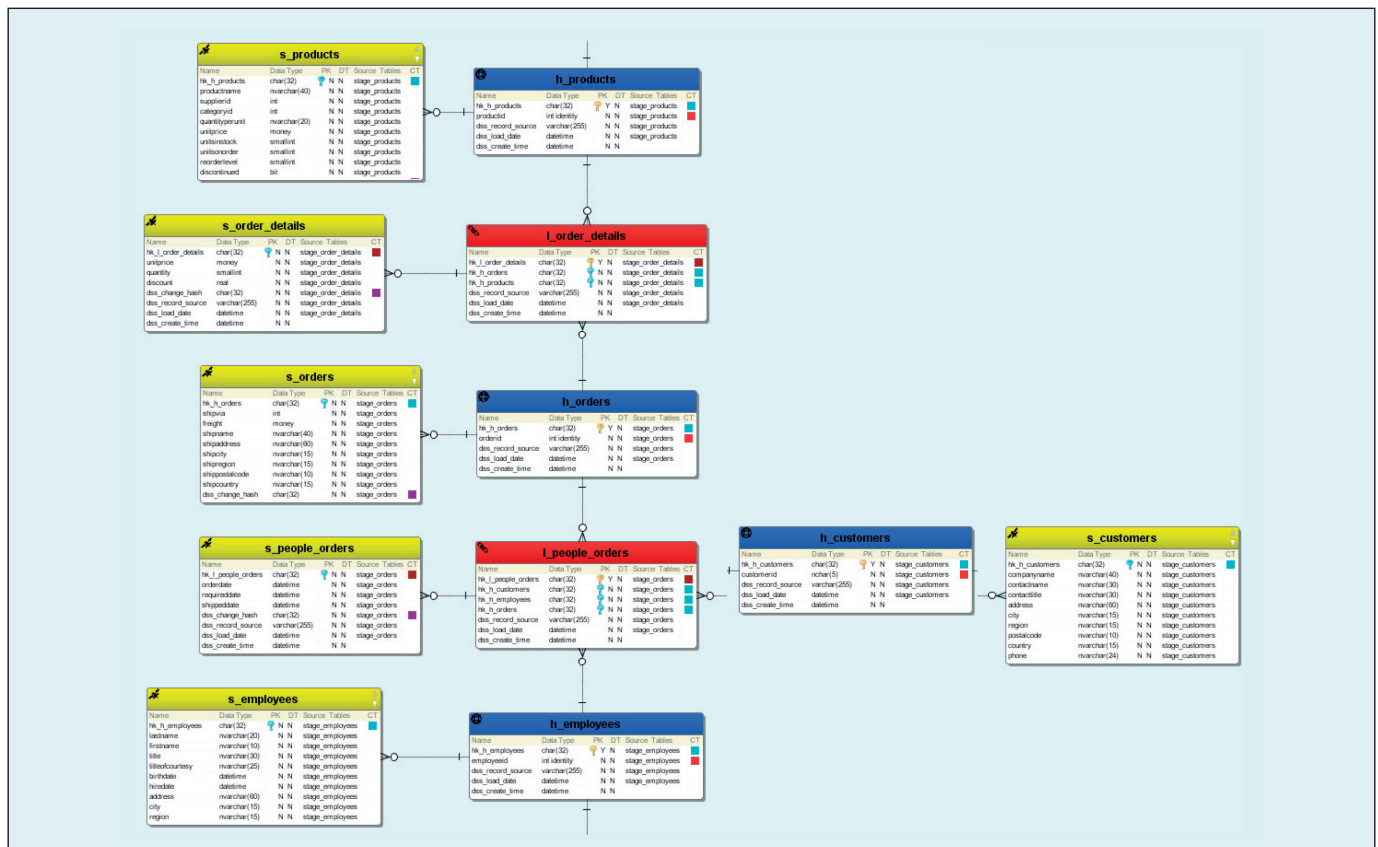 s_products
Name Data Type PK DT Source Tables CT
hk_h_products char(32) N N stage_products
productname nvarchar(40) N N stage_products
supplierid int N N stage_products
categoryid int N N stage_products
quantityperunit nvarchar(20) N N stage_products
unitprice money N N stage_products
unitsinstock smallint N N stage_products
unitsonorder smallint N N stage_products
reorderlevel smallint N N stage_products
discontinued bit N N stage_products
h_products
Name Data Type PK DT Source Tables CT
hk_h_products char(32) Y N stage_products
productid int identity N N stage_products
dss_record_source varchar(255) N N stage_products
dss_load_date datetime N N stage_products
dss_create_time datetime N N
s_order_details
Name Data Type PK DT Source Tables CT
hk_l_order_details char(32) N N stage_order_details
unitprice money N N stage_order_details
quantity smallint N N stage_order_details
discount real N N stage_order_details
dss_change_hash char(32) N N stage_order_details
dss_record_source varchar(255) N N stage_order_details
dss_load_date datetime N N stage_order_details
dss_create_time datetime N N
l_order_details
Name Data Type PK DT Source Tables CT
hk_l_order_details char(32) Y N stage_order_details
hk_h_orders char(32) N N stage_order_details
hk_h_products char(32) N N stage_order_details
dss_record_source varchar(255) N N stage_order_details
dss_load_date datetime N N stage_order_details
dss_create_time datetime N N
s_orders
Name Data Type PK DT Source Tables CT
hk_h_orders char(32) N N stage_orders
shipvia int N N stage_orders
freight money N N stage_orders
shipname nvarchar(40) N N stage_orders
shipaddress nvarchar(60) N N stage_orders
shipcity nvarchar(15) N N stage_orders
shipregion nvarchar(15) N N stage_orders
shippostalcode nvarchar(10) N N stage_orders
shipcountry nvarchar(15) N N stage_orders
dss_change_hash char(32) N N stage_orders
h_orders
Name Data Type PK DT Source Tables CT
hk_h_orders char(32) Y N stage_orders
orderid int identity N N stage_orders
dss_record_source varchar(255) N N stage_orders
dss_load_date datetime N N stage_orders
dss_create_time datetime N N
s_people_orders
Name Data Type PK DT Source Tables CT
hk_l_people_orders char(32) N N stage_orders
orderdate datetime N N stage_orders
requireddate datetime N N stage_orders
shippeddate datetime N N stage_orders
dss_change_hash char(32) N N stage_orders
dss_record_source varchar(255) N N stage_orders
dss_load_date datetime N N stage_orders
dss_create_time datetime N N
l_people_orders
Name Data Type PK DT Source Tables CT
hk_l_people_orders char(32) Y N stage_orders
hk_h_customers char(32) N N stage_orders
hk_h_employees char(32) N N stage_orders
hk_h_orders char(32) N N stage_orders
dss_record_source varchar(255) N N stage_orders
dss_load_date datetime N N stage_orders
dss_create_time datetime N N
h_customers
Name Data Type PK DT Source Tables CT
hk_h_customers char(32) Y N stage_customers
customerid nchar(5) N N stage_customers
dss_record_source varchar(255) N N stage_customers
dss_load_date datetime N N stage_customers
dss_create_time datetime N N
s_customers
Name Data Type PK DT Source Tables CT
hk_h_customers char(32) N N stage_customers
companyname nvarchar(40) N N stage_customers
contactname nvarchar(30) N N stage_customers
contacttitle nvarchar(30) N N stage_customers
address nvarchar(60) N N stage_customers
city nvarchar(15) N N stage_customers
region nvarchar(15) N N stage_customers
postalcode nvarchar(10) N N stage_customers
country nvarchar(15) N N stage_customers
phone nvarchar(24) N N stage_customers
s_employees
Name Data Type PK DT Source Tables CT
hk_h_employees char(32) N N stage_employees
lastname nvarchar(20) N N stage_employees
firstname nvarchar(10) N N stage_employees
title nvarchar(30) N N stage_employees
titleofcourtesy nvarchar(25) N N stage_employees
birthdate datetime N N stage_employees
hiredate datetime N N stage_employees
address nvarchar(60) N N stage_employees
city nvarchar(15) N N stage_employees
region nvarchar(15) N N stage_employees
h_employees
Name Data Type PK DT Source Tables CT
hk_h_employees char(32) Y N stage_employees
employeeid int identity N N stage_employees
dss_record_source varchar(255) N N stage_employees
dss_load_date datetime N N stage_employees
dss_create_time datetime N N